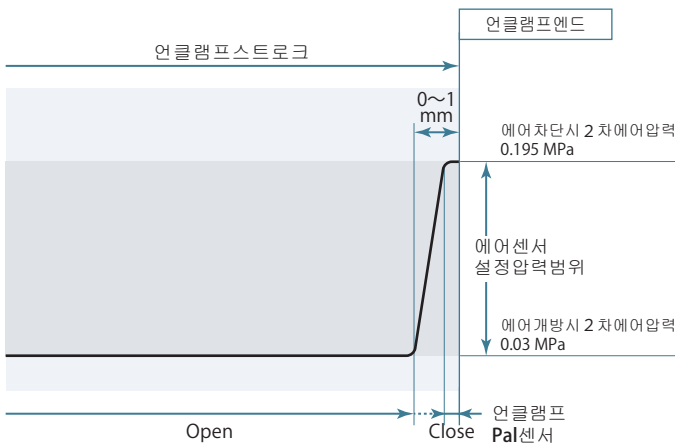 언클램프엔드
언클램프스트로크
0～1
mm
에어차단시 2 차에어압력
0.195 MPa
에어센서
설정압력범위
에어개방시 2 차에어압력
0.03 MPa
Open
Close
언클램프
Pal센서